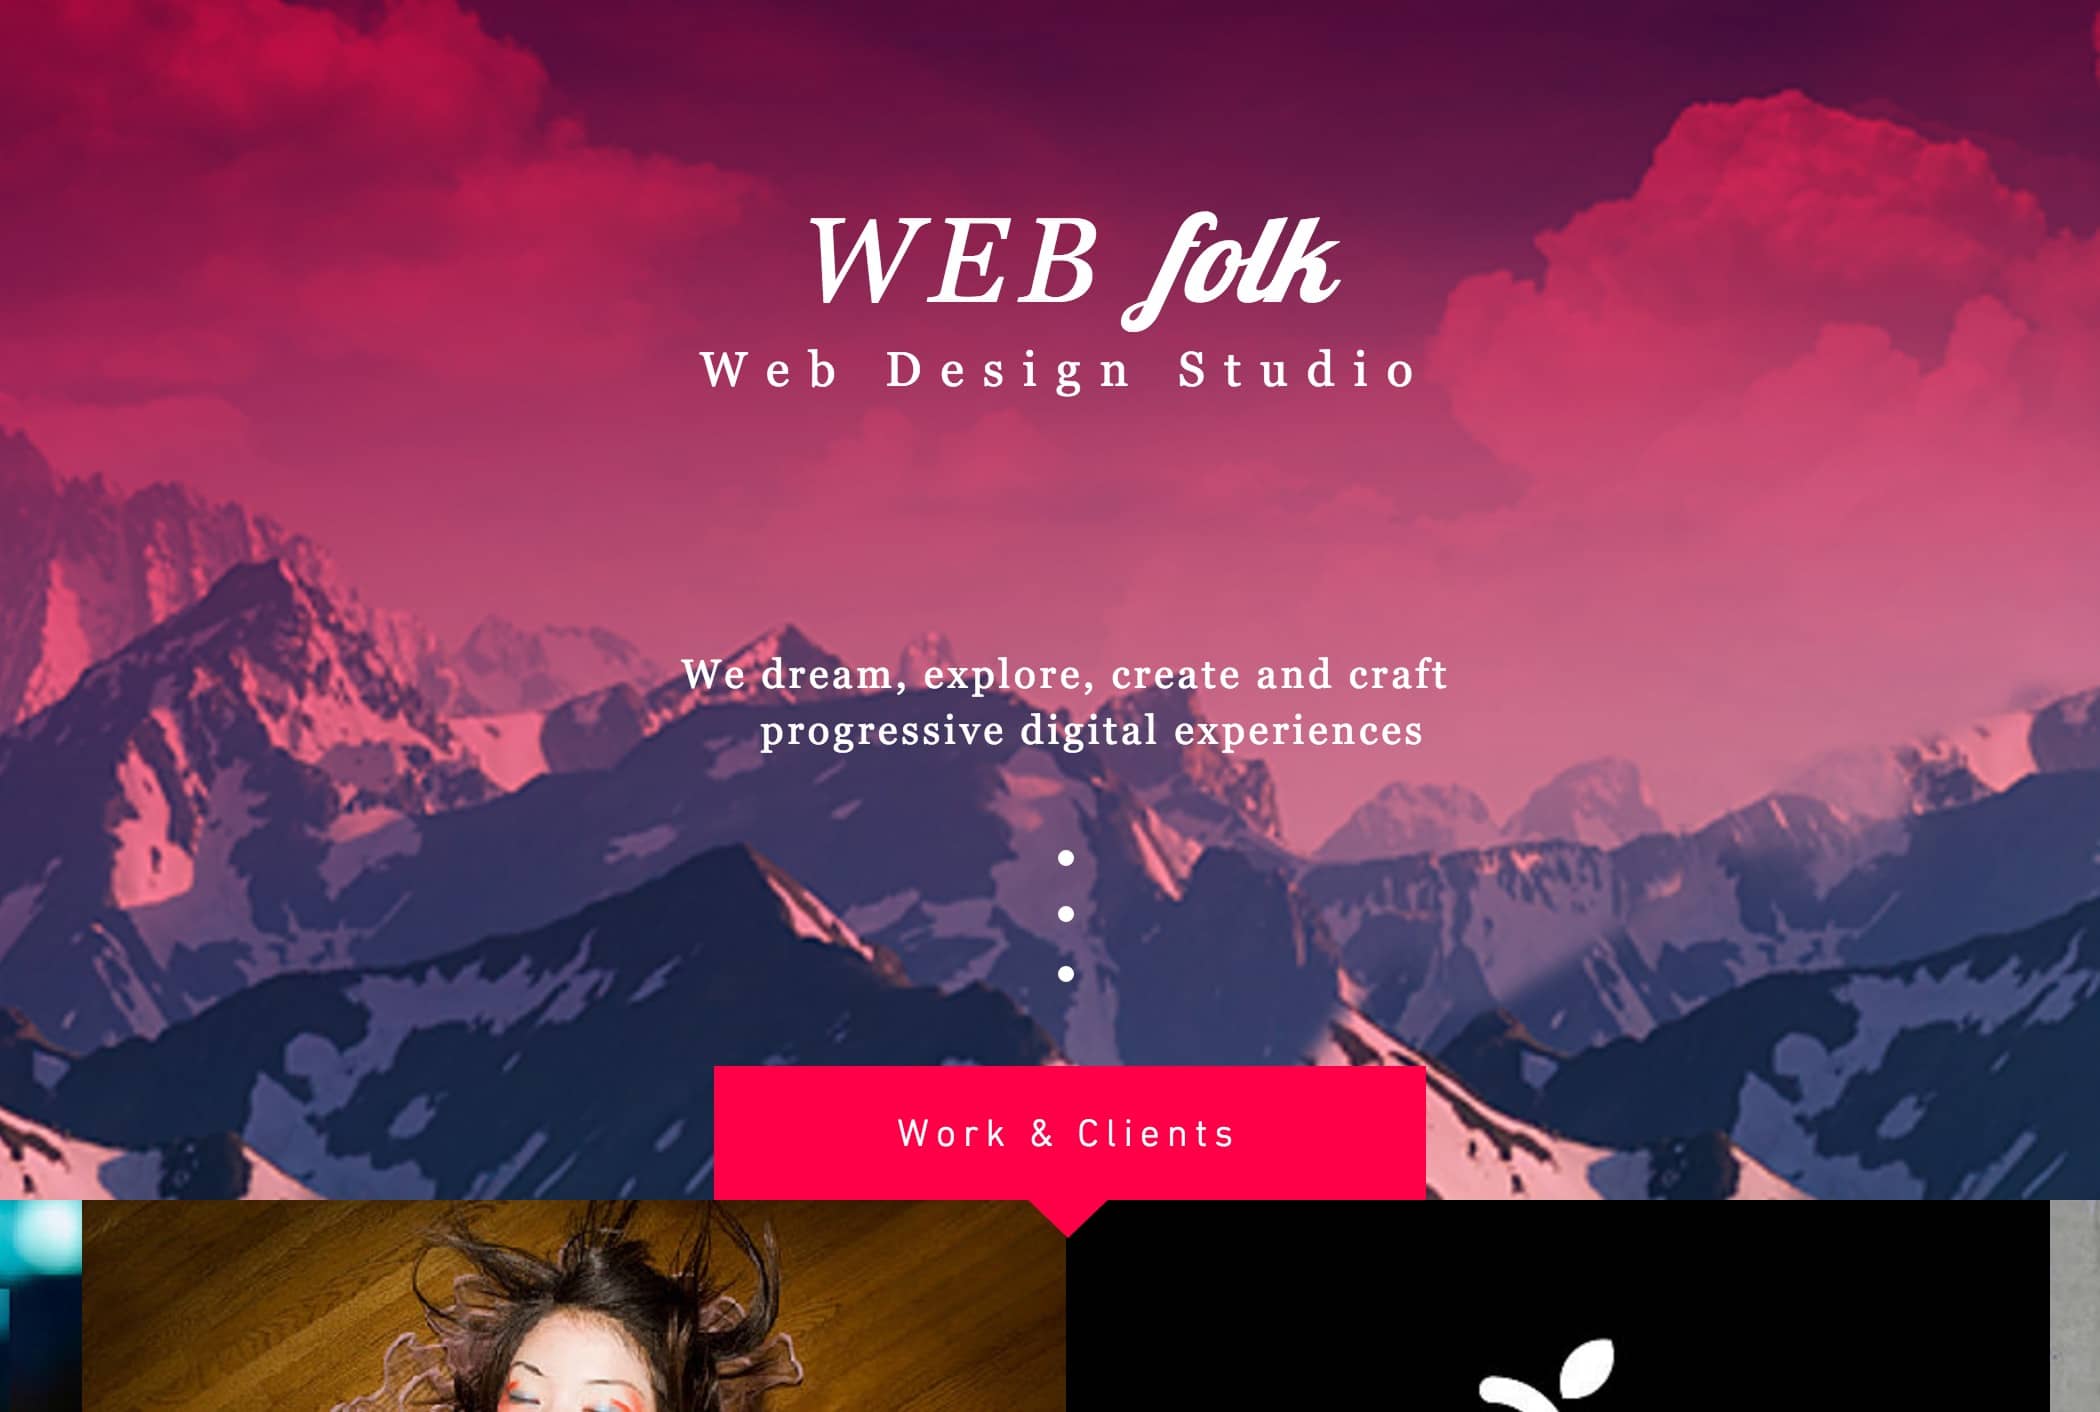 WEB folk
Web Design Studio
We dream, explore, create and craft
progressive digital experiences
Work & Clients